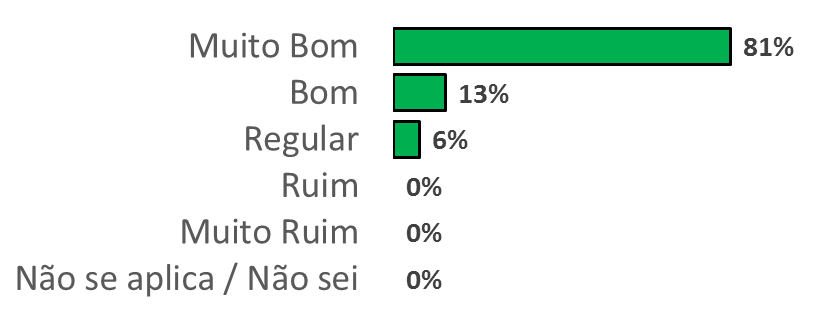 Muito Bom 81%
Bom 13%
Regular 6%
Ruim 0%
Muito Ruim 0%
Não se aplica / Não sei 0%